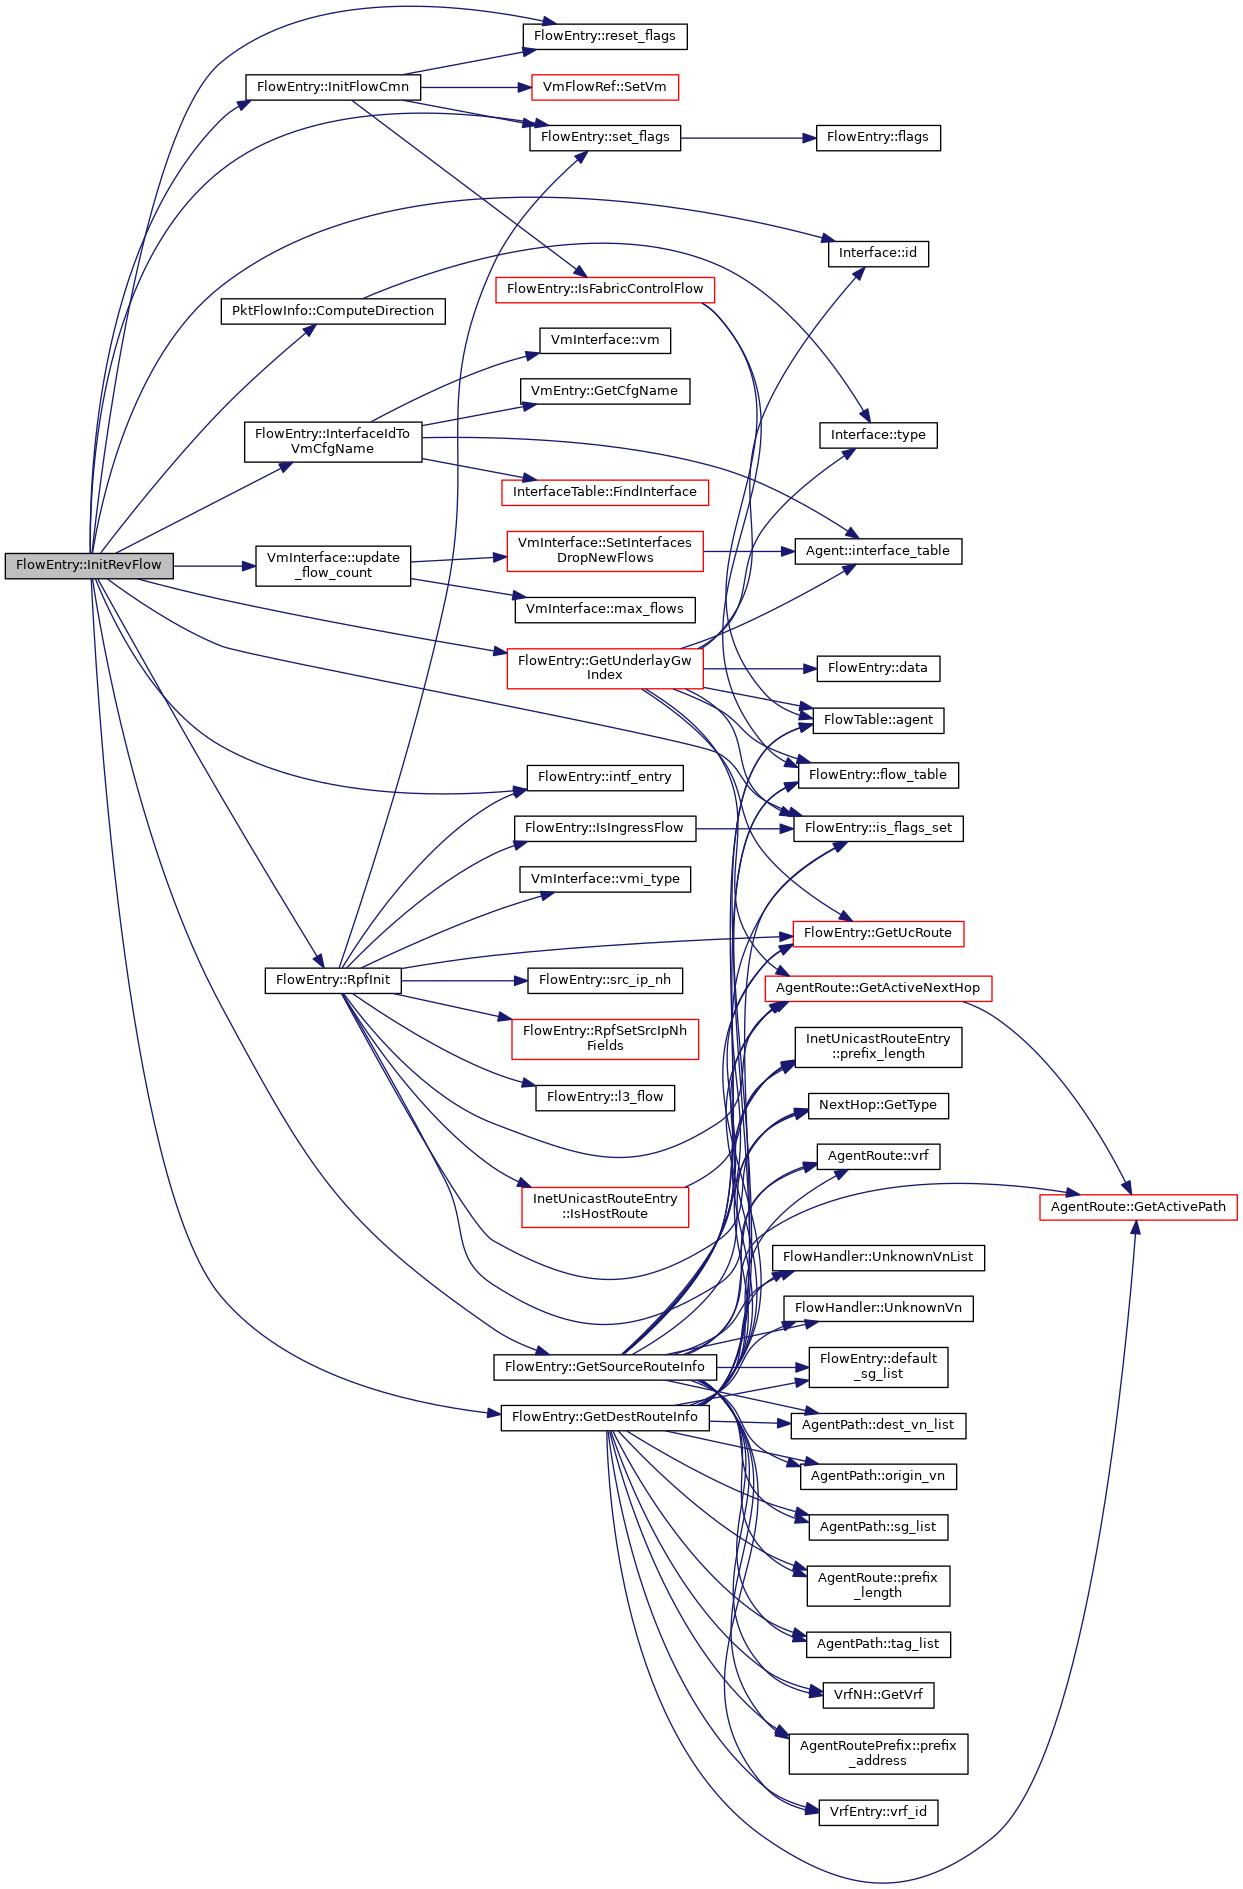 FlowEntry::reset_flags
FlowEntry::InitFlowCmn
VmFlowRef::SetVm
FlowEntry::set_flags
FlowEntry::flags
Interface::id
FlowEntry::IsFabricControlFlow
PktFlowInfo::ComputeDirection
VmInterface::vm
VmEntry::GetCfgName
FlowEntry::InterfaceIdTo
VmCfgName
Interface::type
InterfaceTable::FindInterface
VmInterface::SetInterfaces
DropNewFlows
Agent::interface_table
FlowEntry::InitRevFlow
VmInterface::update
_flow_count
VmInterface::max_flows
FlowEntry::GetUnderlayGw
Index
FlowEntry::data
FlowTable::agent
FlowEntry::intf_entry
FlowEntry::flow_table
FlowEntry::IsIngressFlow
FlowEntry::is_flags_set
VmInterface::vmi_type
FlowEntry::GetUcRoute
FlowEntry::RpfInit
FlowEntry::src_ip_nh
AgentRoute::GetActiveNextHop
FlowEntry::RpfSetSrcIpNh
Fields
InetUnicastRouteEntry
::prefix_length
FlowEntry::l3_flow
NextHop::GetType
AgentRoute::vrf
InetUnicastRouteEntry
::IsHostRoute
AgentRoute::GetActivePath
FlowHandler::UnknownVnList
FlowHandler::UnknownVn
FlowEntry::GetSourceRouteInfo
FlowEntry::default
_sg_list
FlowEntry::GetDestRouteInfo
AgentPath::dest_vn_list
AgentPath::origin_vn
AgentPath::sg_list
AgentRoute::prefix
_length
AgentPath::tag_list
VrfNH::GetVrf
AgentRoutePrefix::prefix
_address
VrfEntry::vrf_id